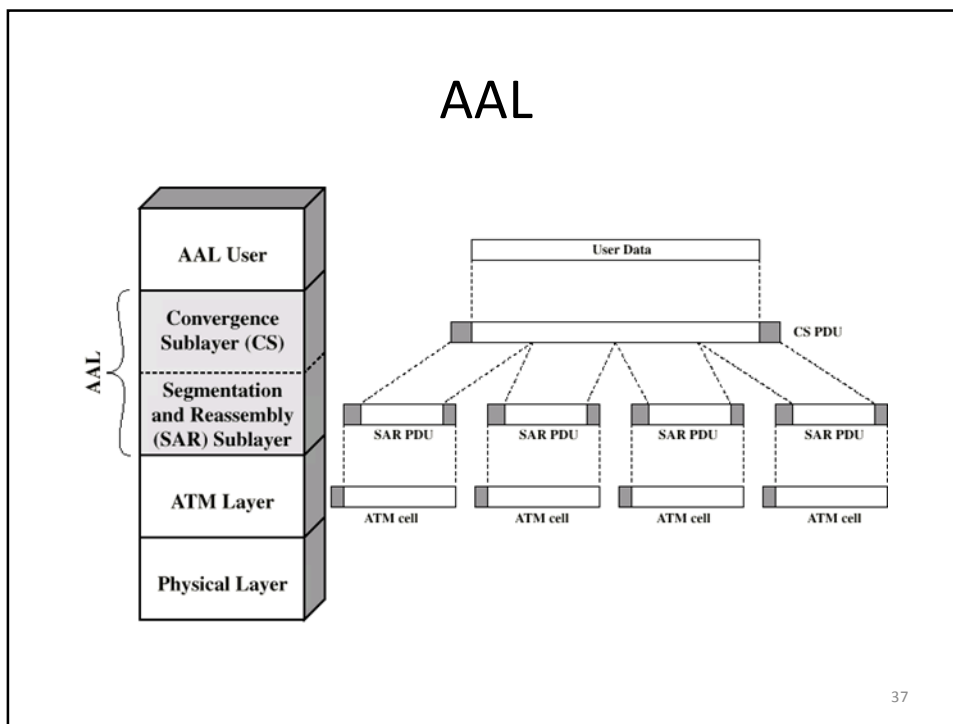 AAL
AAL User
Convergence
Sublayer (CS)
AAL
Segmentation
and Reassembly
(SAR) Sublayer
ATM Layer
Physical Layer
User Data
CS PDU
SAR PDU
SAR PDU
SAR PDU
SAR PDU
ATM cell
ATM cell
ATM cell
ATM cell
37